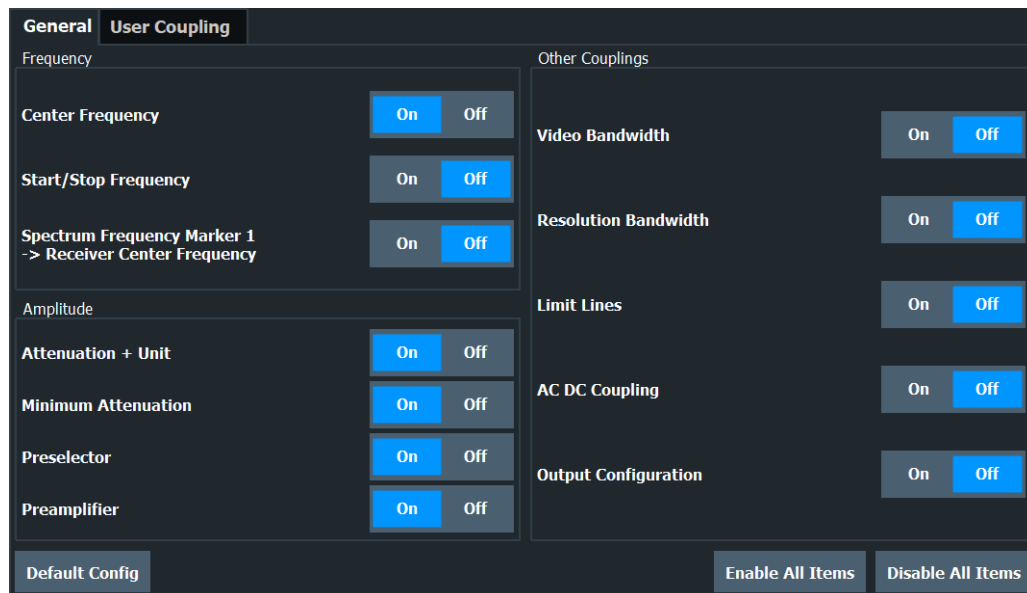 General User Coupling
Frequency
Center Frequency On Off
Start/Stop Frequency On Off
Spectrum Frequency Marker 1
-> Receiver Center Frequency On Off
Amplitude
Attenuation + Unit On Off
Minimum Attenuation On Off
Preselector On Off
Preamplifier On Off
Other Couplings
Video Bandwidth On Off
Resolution Bandwidth On Off
Limit Lines On Off
AC DC Coupling On Off
Output Configuration On Off
Default Config Enable All Items Disable All Items